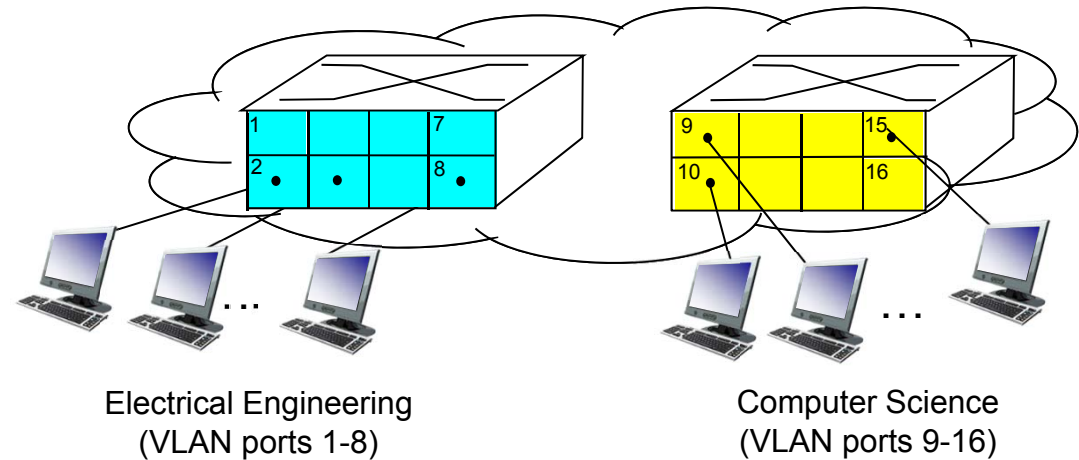 1 7
2 8
9 15
10 16
...
...
Electrical Engineering
(VLAN ports 1-8)
Computer Science
(VLAN ports 9-16)